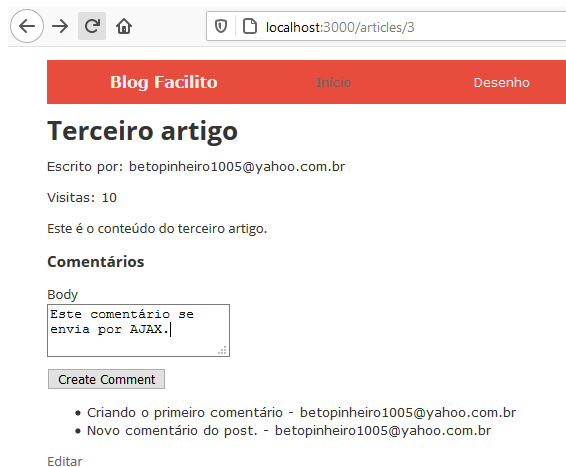 localhost:3000/articles/3
Blog Facilito Início Desenho
Terceiro artigo
Escrito por: betopinheiro1005@yahoo.com.br
Visitas: 10
Este é o conteúdo do terceiro artigo.
Comentários
Body
Este comentário se
envia por AJAX.
Create Comment
Criando o primeiro comentário - betopinheiro1005@yahoo.com.br
Novo comentário do post. - betopinheiro1005@yahoo.com.br
Editar